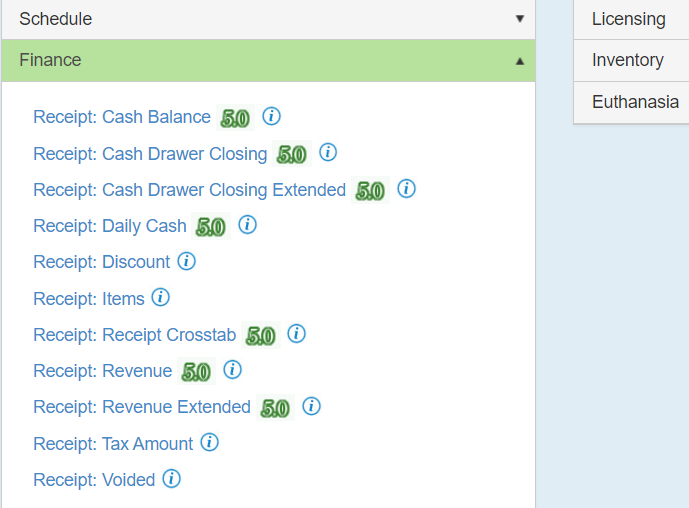 Schedule
Finance
Receipt: Cash Balance 5.0 i
Receipt: Cash Drawer Closing 5.0 i
Receipt: Cash Drawer Closing Extended 5.0 i
Receipt: Daily Cash 5.0 i
Receipt: Discount i
Receipt: Items i
Receipt: Receipt Crosstab 5.0 i
Receipt: Revenue 5.0 i
Receipt: Revenue Extended 5.0 i
Receipt: Tax Amount i
Receipt: Voided i
Licensing
Inventory
Euthanasia